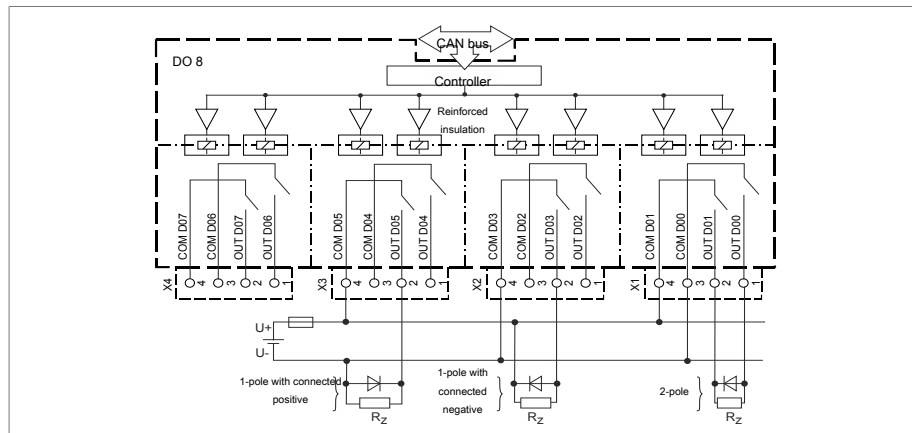 CAN bus
DO 8
Controller
Reinforced
insulation
COM D07
COM D06
OUT D07
OUT D06
COM D05
COM D04
OUT D05
OUT D04
COM D03
COM D02
OUT D03
OUT D02
COM D01
COM D00
OUT D01
OUT D00
X4
4
3
2
1
X3
4
3
2
1
X2
4
3
2
1
X1
4
3
2
1
U+
U-
1-pole with connected
positive
RZ
1-pole with
connected
negative
RZ
2-pole
RZ